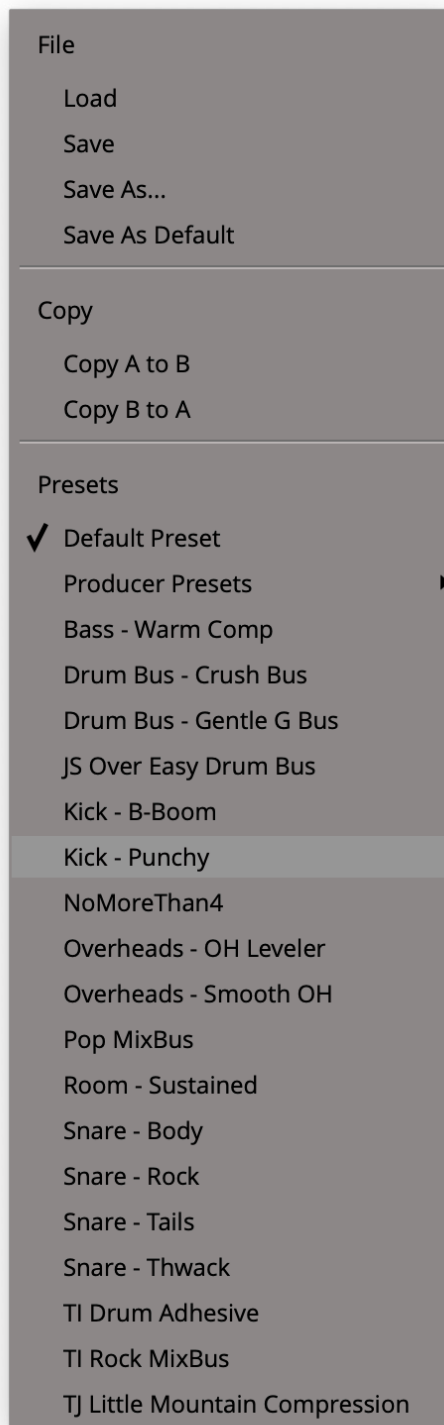 File
Load
Save
Save As...
Save As Default
Copy
Copy A to B
Copy B to A
Presets
Default Preset
Producer Presets
Bass - Warm Comp
Drum Bus - Crush Bus
Drum Bus - Gentle G Bus
JS Over Easy Drum Bus
Kick - B-Boom
Kick - Punchy
NoMoreThan4
Overheads - OH Leveler
Overheads - Smooth OH
Pop MixBus
Room - Sustained
Snare - Body
Snare - Rock
Snare - Tails
Snare - Thwack
TI Drum Adhesive
TI Rock MixBus
TJ Little Mountain Compression